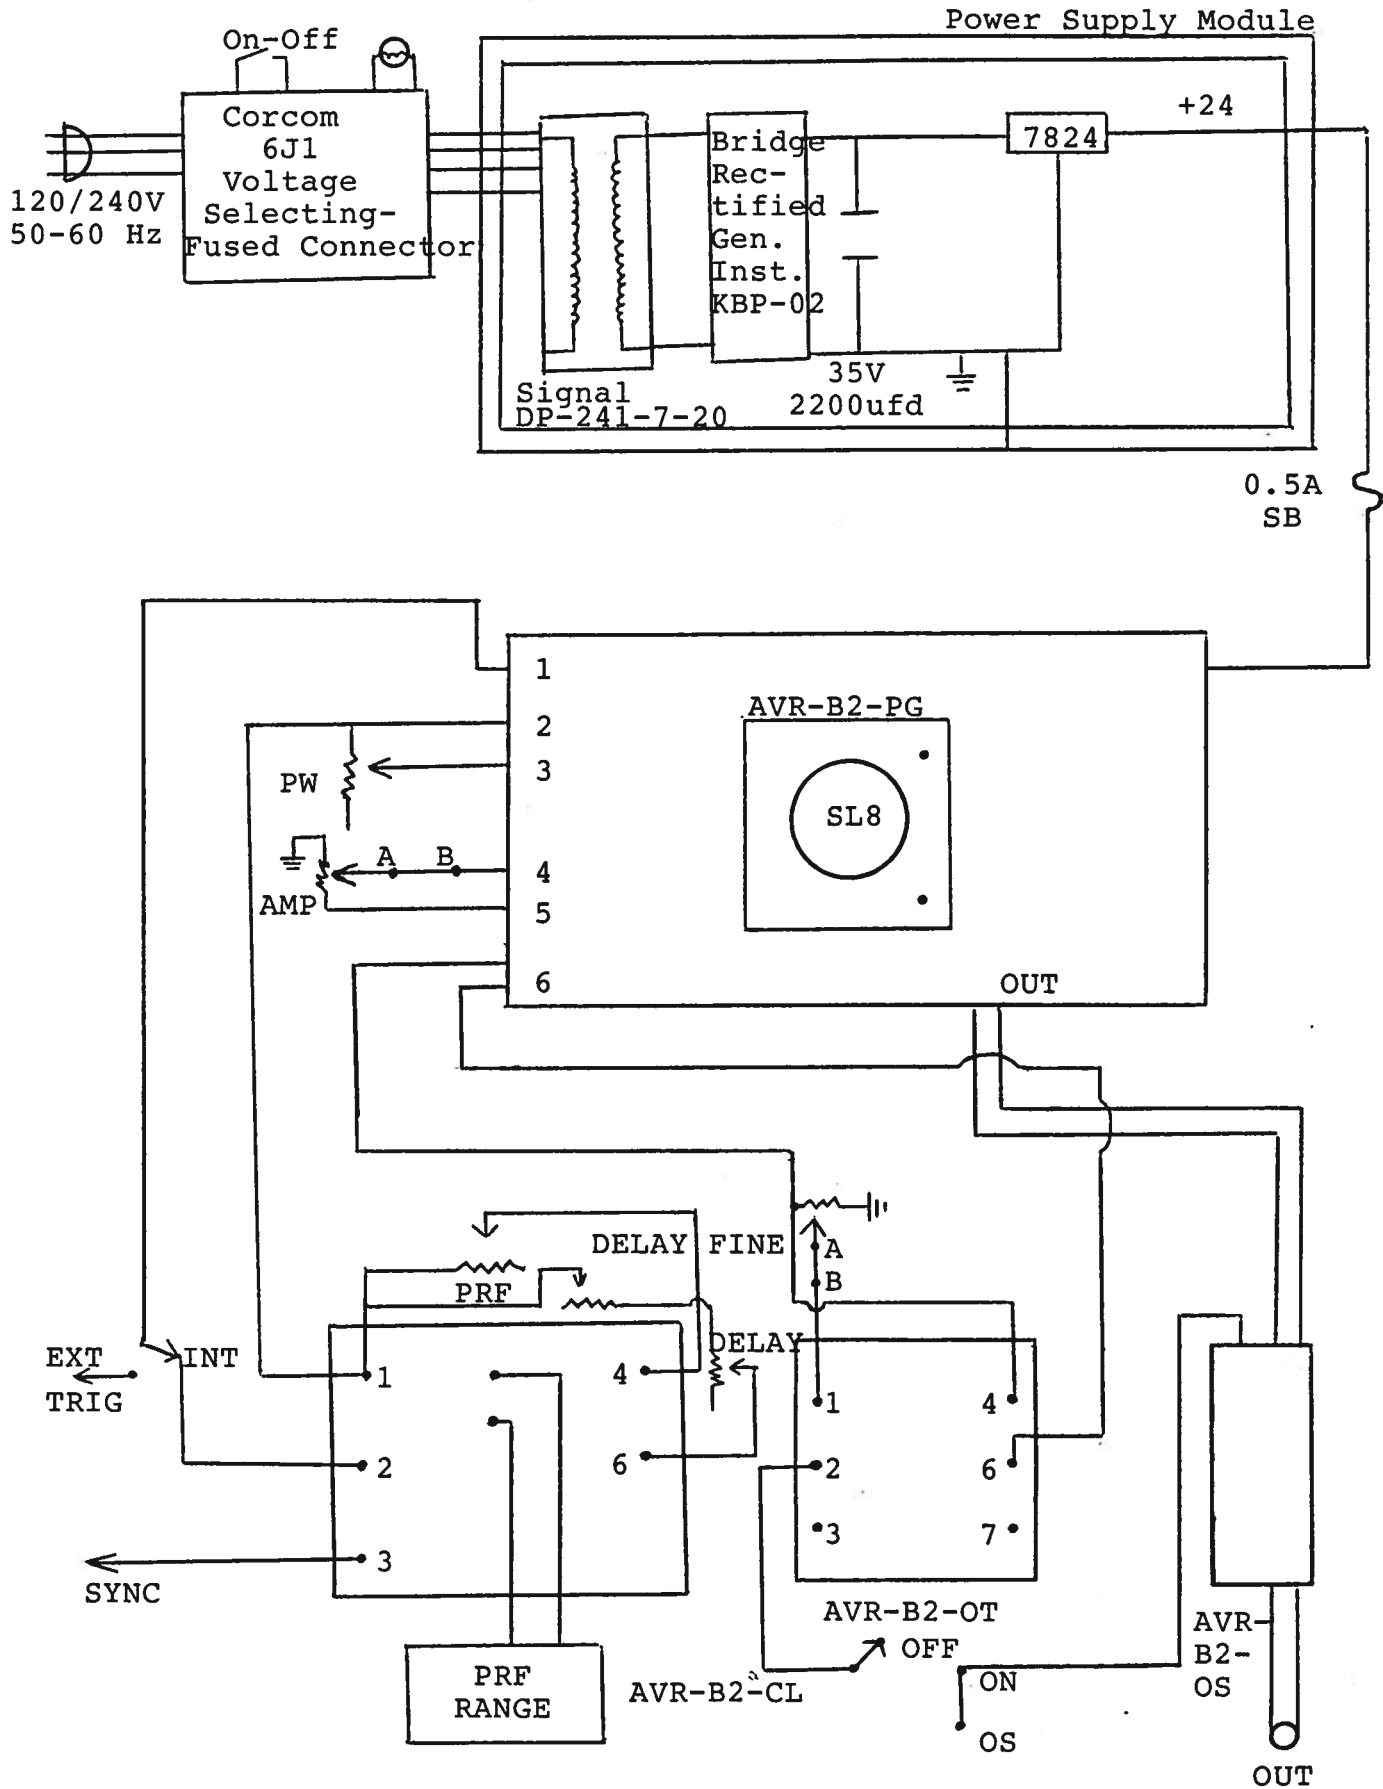 Power Supply Module
On-Off
Corcom
6J1
Voltage
Selecting-
Fused Connector
120/240V
50-60 Hz
Bridge
Rec-
tified
Gen.
Inst.
KBP-02
7824
+24
35V
2200ufd
Signal
DP-241-7-20
0.5A
SB
1
2
3
4
5
6
PW
A B
AMP
AVR-B2-PG
SL8
OUT
DELAY FINE
PRF
DELAY
A
B
EXT
TRIG
INT
1
2
3
4
6
SYNC
PRF
RANGE
AVR-B2-CL
1
2
3
4
6
7
AVR-B2-OT
OFF
ON
OS
AVR-
B2-
OS
OUT